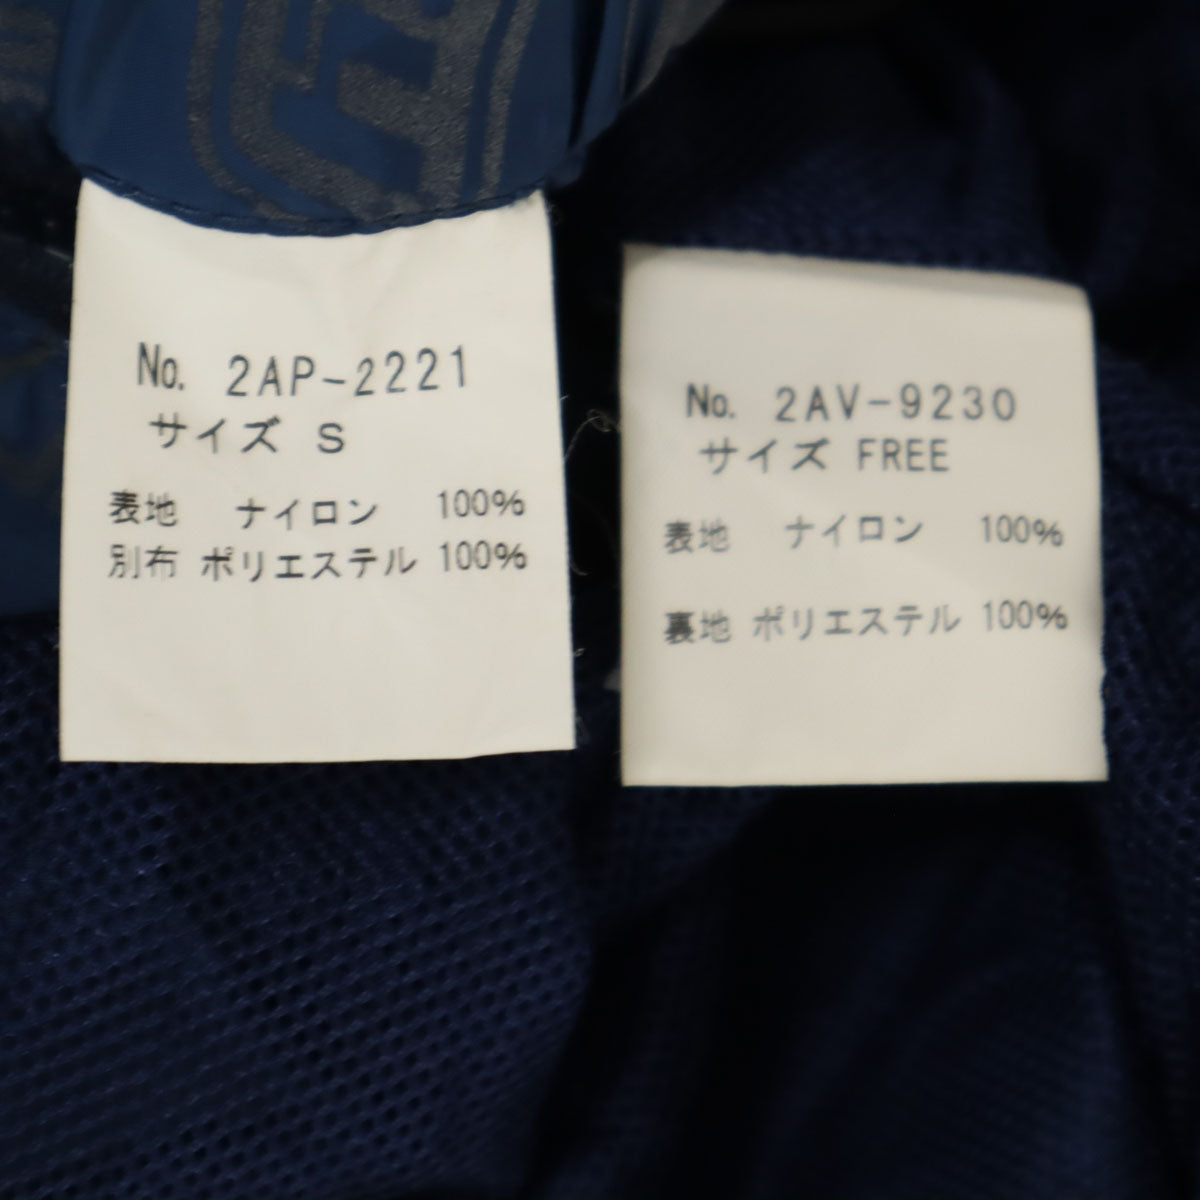 No. 2AP-2221
サイズ S
表地 ナイロン 100%
別布 ポリエステル 100%
No. 2AV-9230
サイズ FREE
表地 ナイロン 100%
裏地 ポリエステル 100%